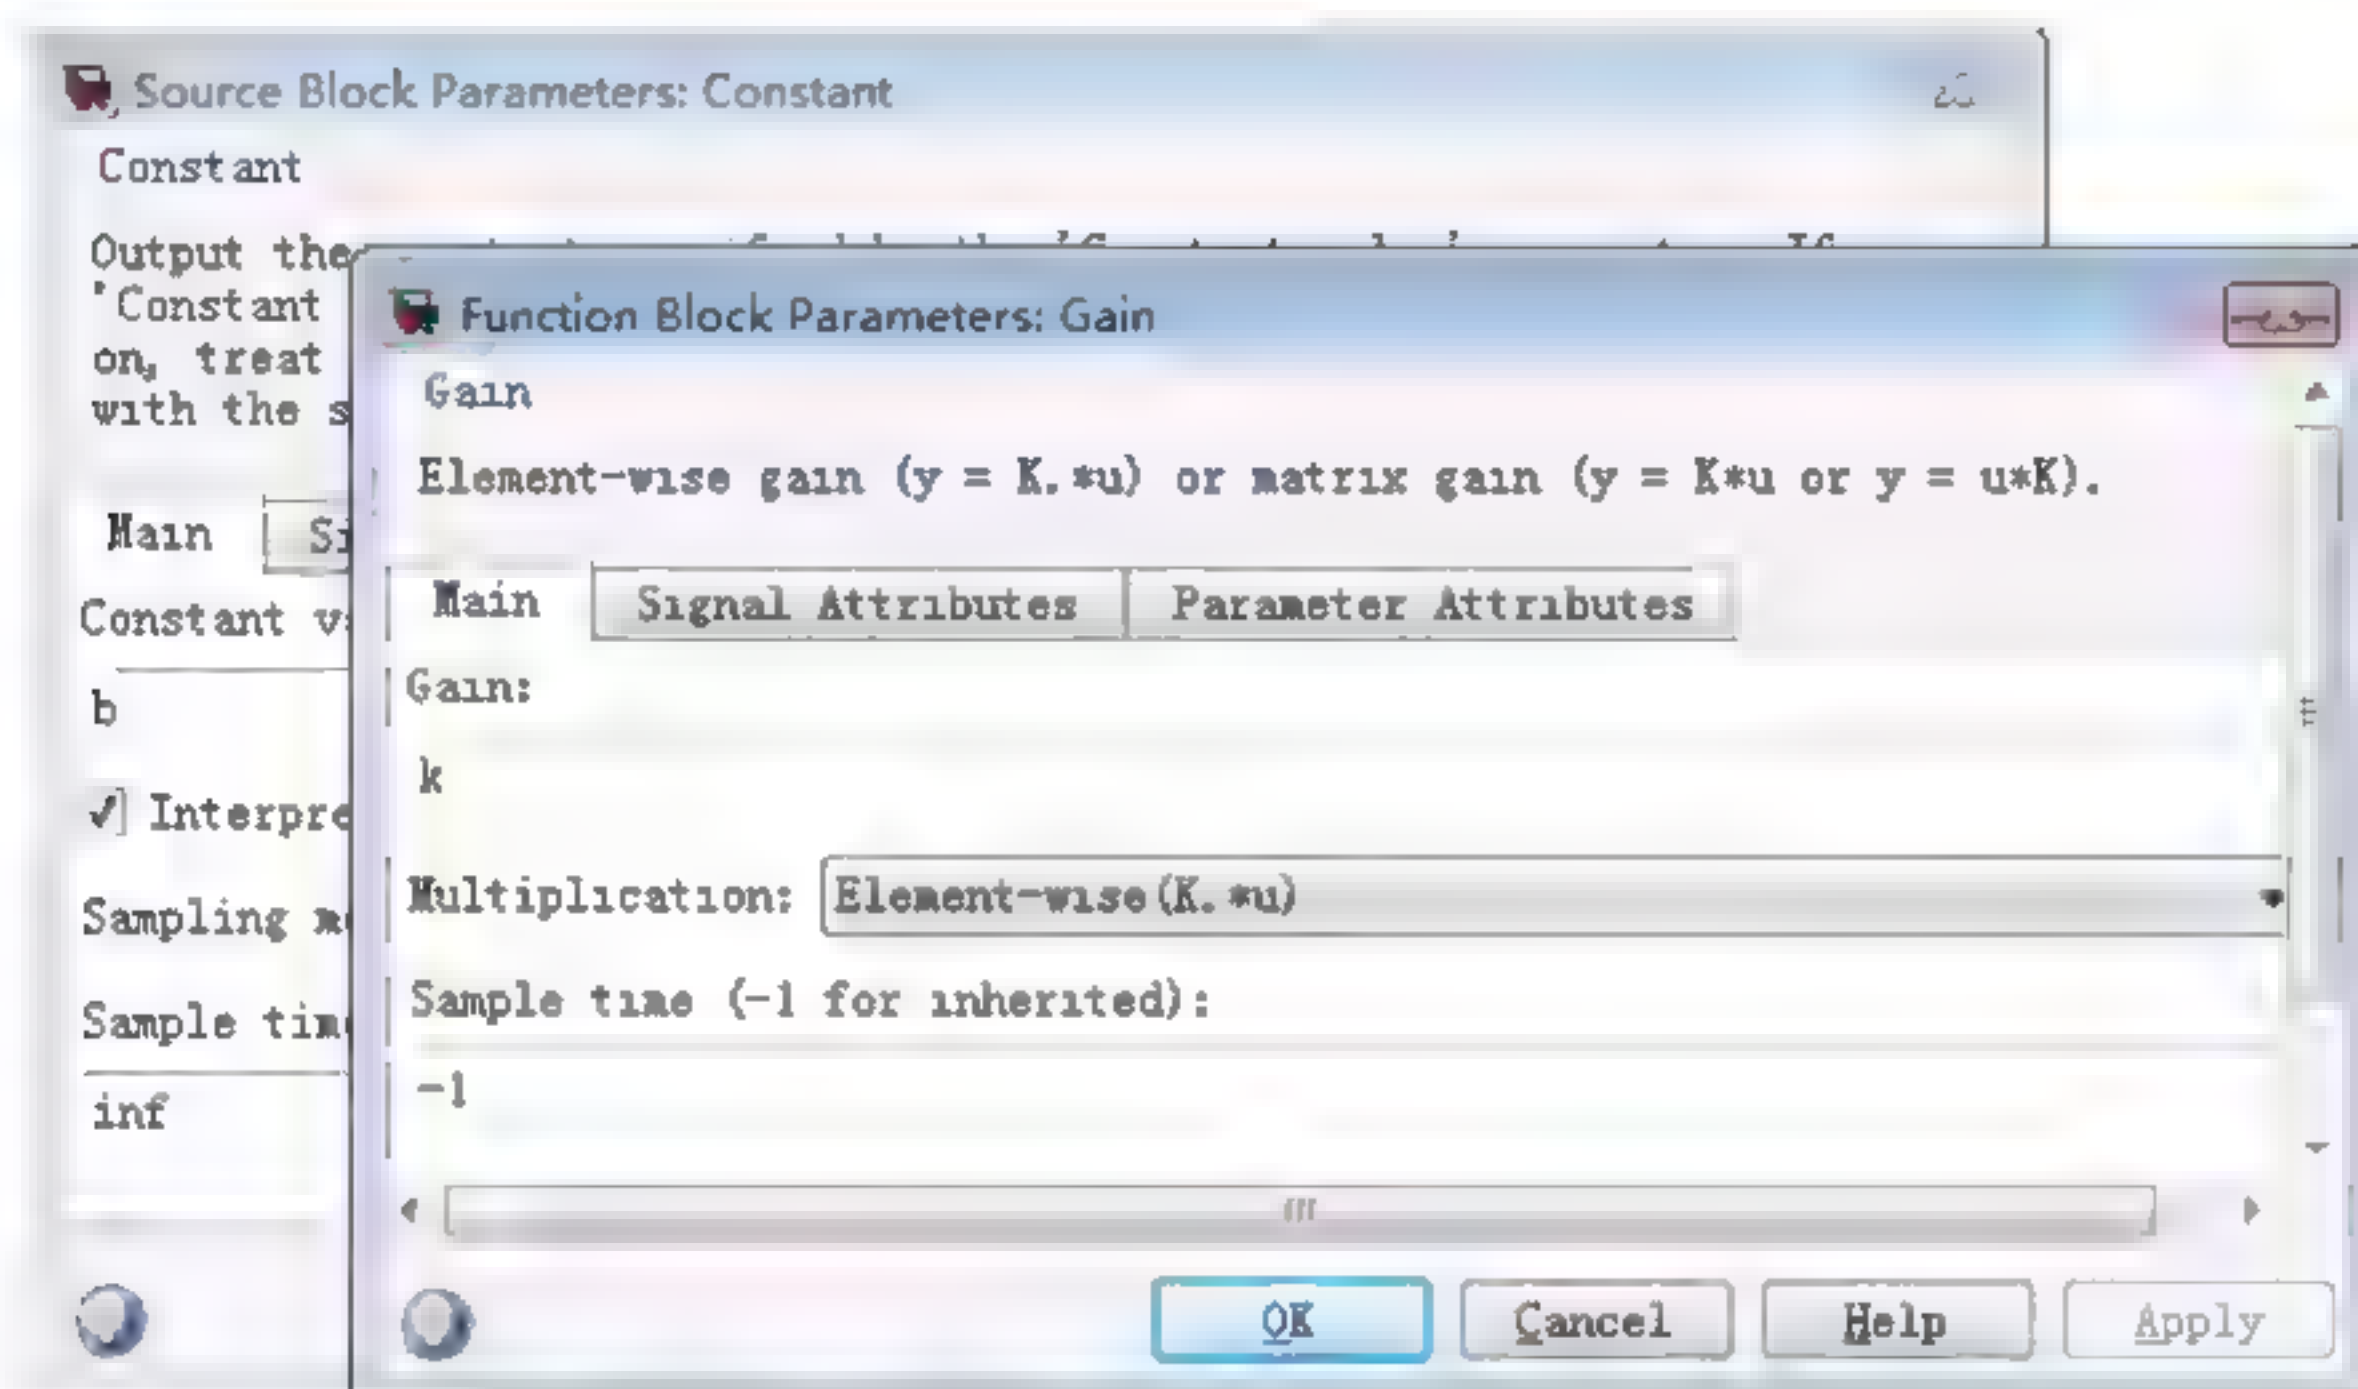 Source Block Parameters: Constant
Constant
Output the
'Constant
on, treat
with the s
Main
Constant v
b
Interpre
Sampling m
Sample tim
inf
Function Block Parameters: Gain
Gain
Element-wise gain (y = K.*u) or matrix gain (y = K*u or y = u*K).
Main Signal Attributes Parameter Attributes
Gain:
k
Multiplication: Element-wise(K.*u)
Sample time (-1 for inherited):
-1
OK Cancel Help Apply